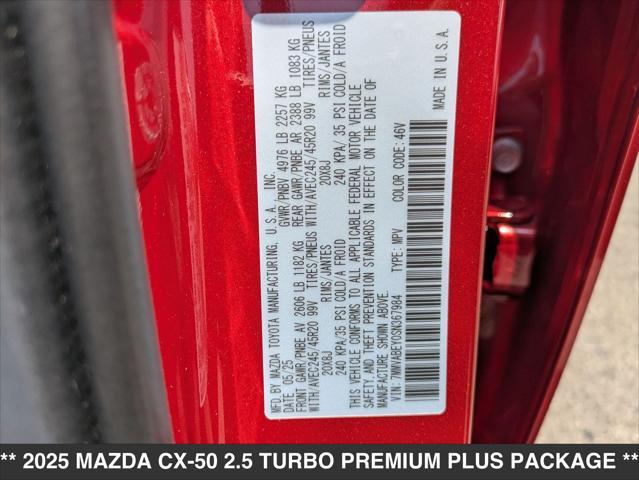 MFD. BY MAZDA TOYOTA MANUFACTURING, U.S.A., INC.
DATE 05/25 GVWR/PNBV 4976 LB 2257 KG
FRONT GAWR/PNBE AV 2606 LB 1182 KG REAR GAWR/PNBE AR 2388 LB 1083 KG
WITH/AVEC245/45R20 99V TIRES/PNEUS WITH/AVEC245/45R20 99V TIRES/PNEUS
20X8J RIMS/JANTES 20X8J RIMS/JANTES
240 KPA/35 PSI COLD/A FROID 240 KPA/ 35 PSI COLD/A FROID
THIS VEHICLE CONFORMS TO ALL APPLICABLE FEDERAL MOTOR VEHICLE
SAFETY, AND THEFT PREVENTION STANDARDS IN EFFECT ON THE DATE OF
MANUFACTURE SHOWN ABOVE.
7MMVABEY0SN367984 TYPE: MPV COLOR CODE: 46V
MADE IN U.S.A.
** 2025 MAZDA CX-50 2.5 TURBO PREMIUM PLUS PACKAGE **